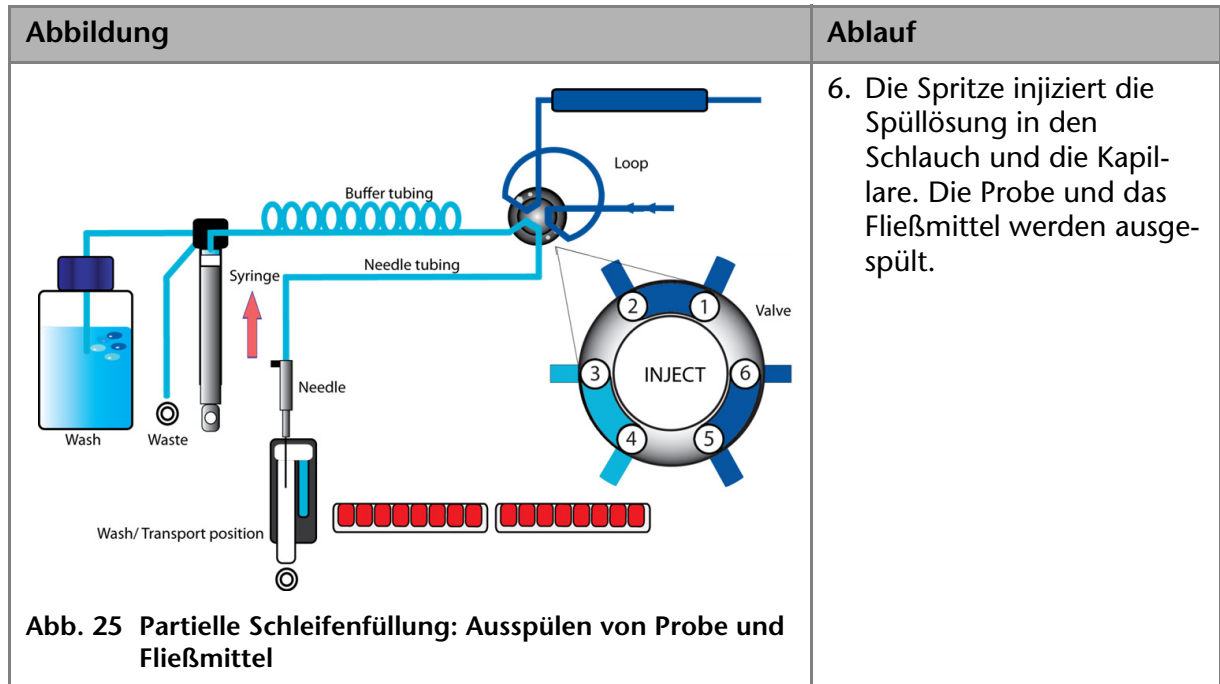 Abbildung
Ablauf
Loop
Buffer tubing
Needle tubing
Syringe
Valve
2
1
3
INJECT
6
4
5
Needle
Wash
Waste
Wash/ Transport position
Abb. 25 Partielle Schleifenfüllung: Ausspülen von Probe und
Fließmittel
6. Die Spritze injiziert die
Spüllösung in den
Schlauch und die Kapil-
lare. Die Probe und das
Fließmittel werden ausge-
spült.